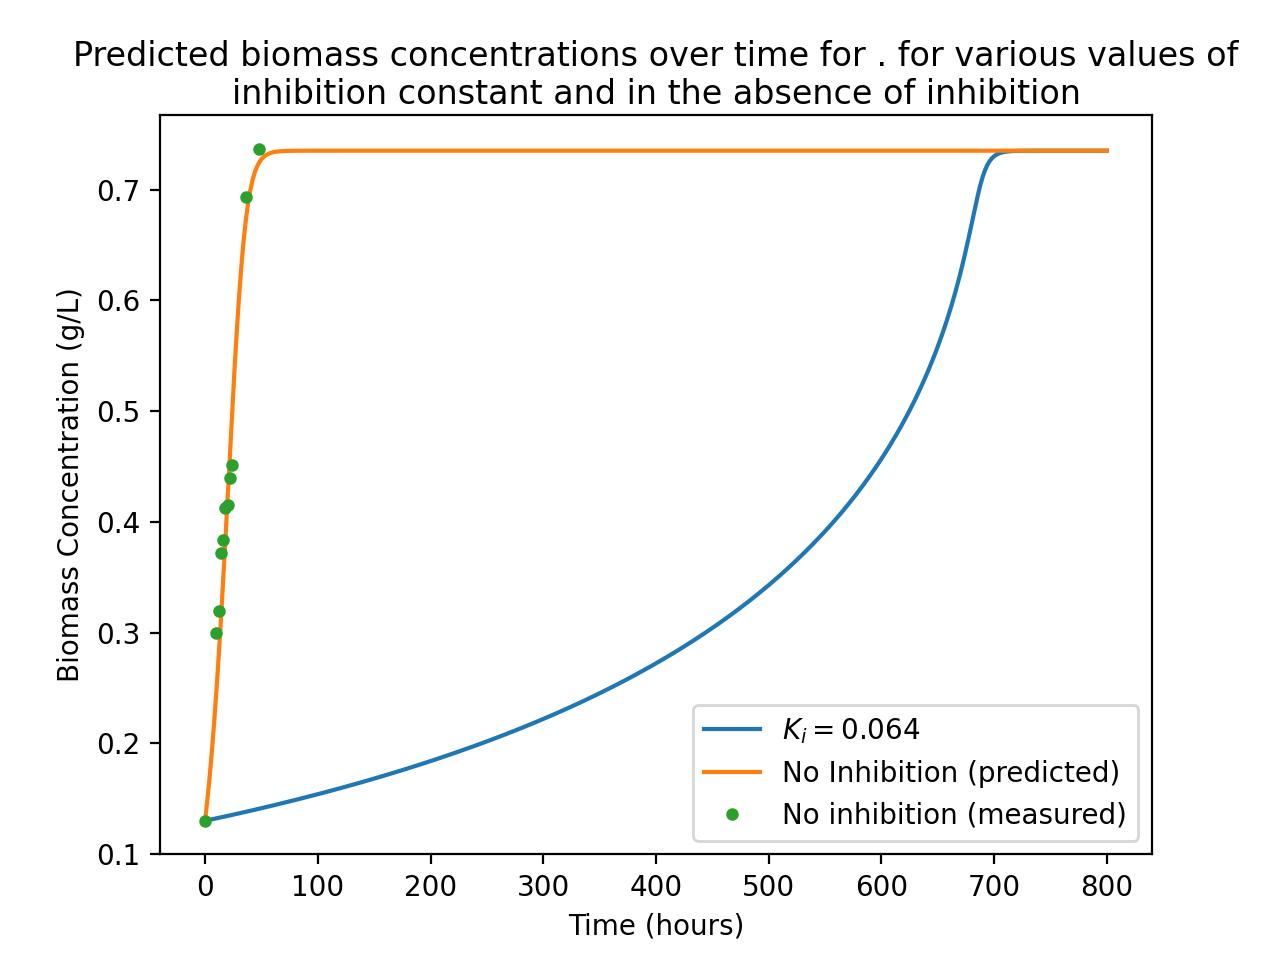 Predicted biomass concentrations over time for . for various values of
inhibition constant and in the absence of inhibition
Biomass Concentration (g/L)
0.7
0.6
0.5
0.4
0.3
0.2
0.1
K_i = 0.064
No Inhibition (predicted)
No inhibition (measured)
0 100 200 300 400 500 600 700 800
Time (hours)